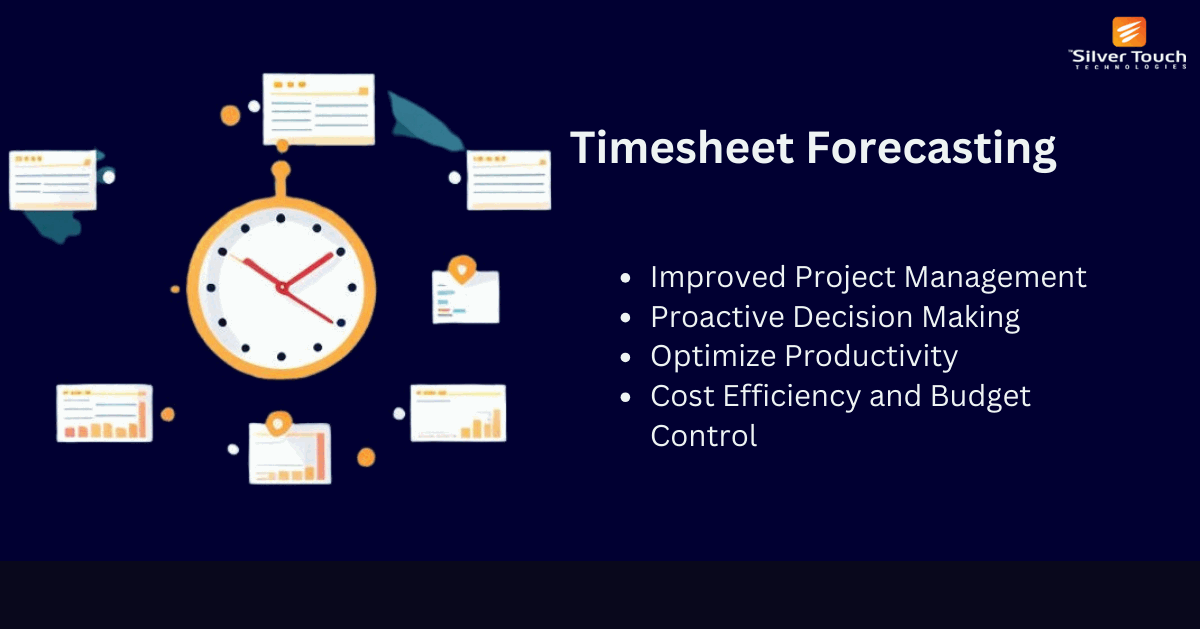 Silver Touch
TECHNOLOGIES
Timesheet Forecasting
• Improved Project Management
• Proactive Decision Making
• Optimize Productivity
• Cost Efficiency and Budget
Control